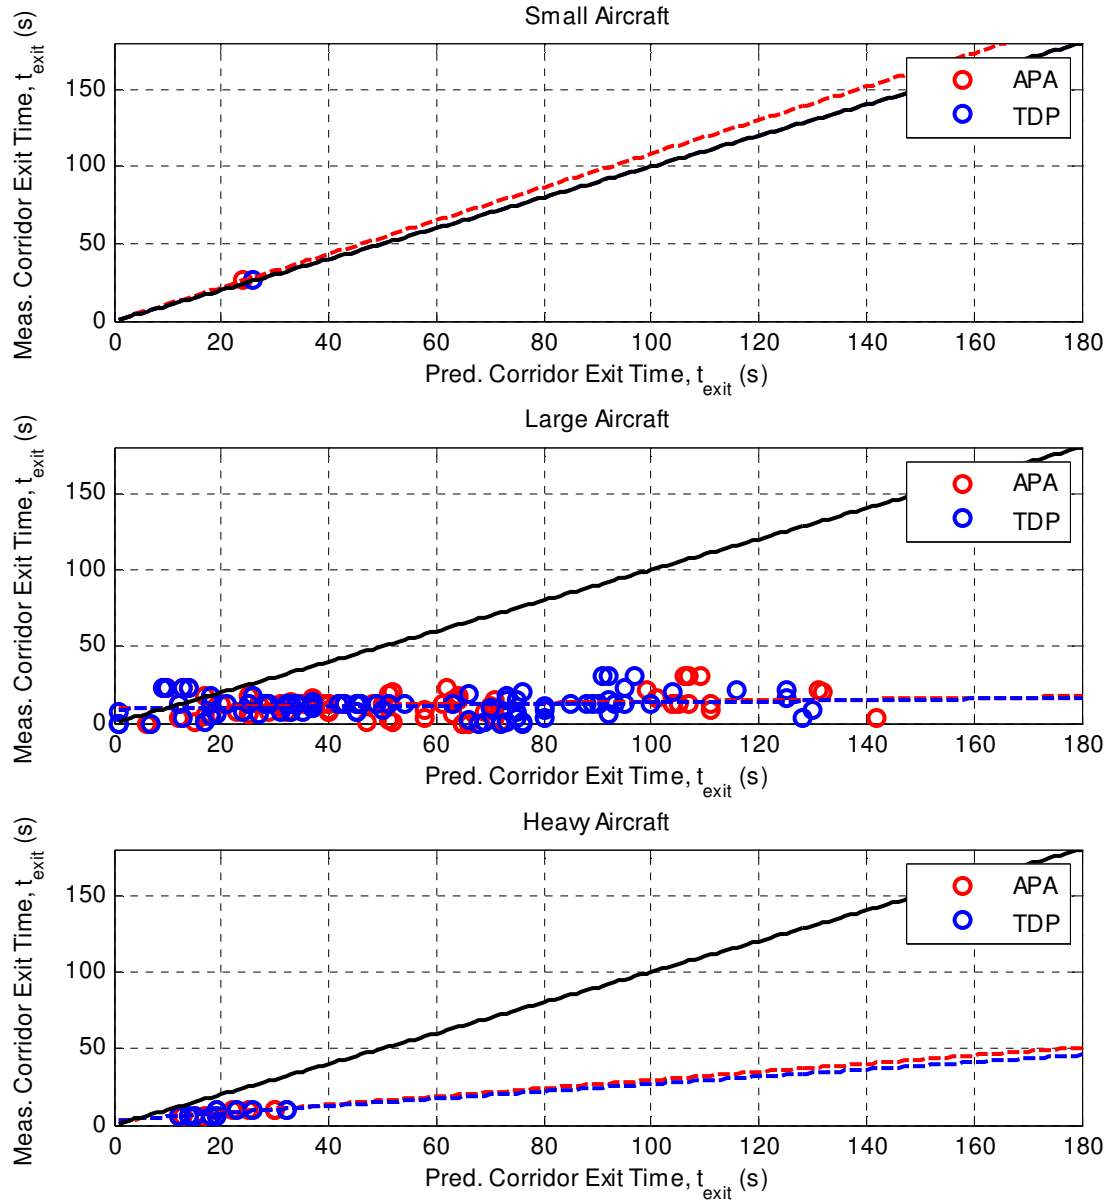 Small Aircraft
Meas. Corridor Exit Time, t_exit (s)
150
100
50
0
APA
TDP
0 20 40 60 80 100 120 140 160 180
Pred. Corridor Exit Time, t_exit (s)
Large Aircraft
Meas. Corridor Exit Time, t_exit (s)
150
100
50
0
APA
TDP
0 20 40 60 80 100 120 140 160 180
Pred. Corridor Exit Time, t_exit (s)
Heavy Aircraft
Meas. Corridor Exit Time, t_exit (s)
150
100
50
0
APA
TDP
0 20 40 60 80 100 120 140 160 180
Pred. Corridor Exit Time, t_exit (s)